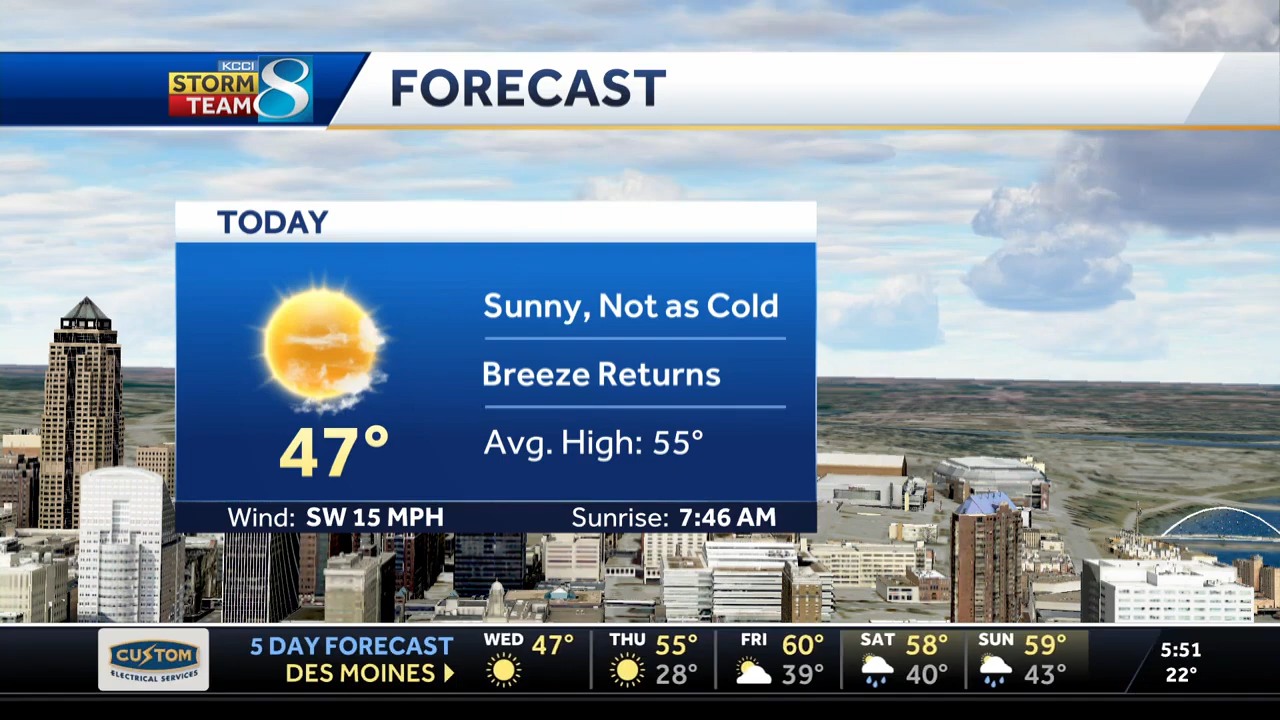 KCCI
STORM
TEAM 8
FORECAST
TODAY
Sunny, Not as Cold
Breeze Returns
47°
Avg. High: 55°
Wind: SW 15 MPH
Sunrise: 7:46 AM
CUSTOM
ELECTRICAL SERVICES
5 DAY FORECAST
DES MOINES
WED 47°
THU 55°
28°
FRI 60°
39°
SAT 58°
40°
SUN 59°
43°
5:51
22°